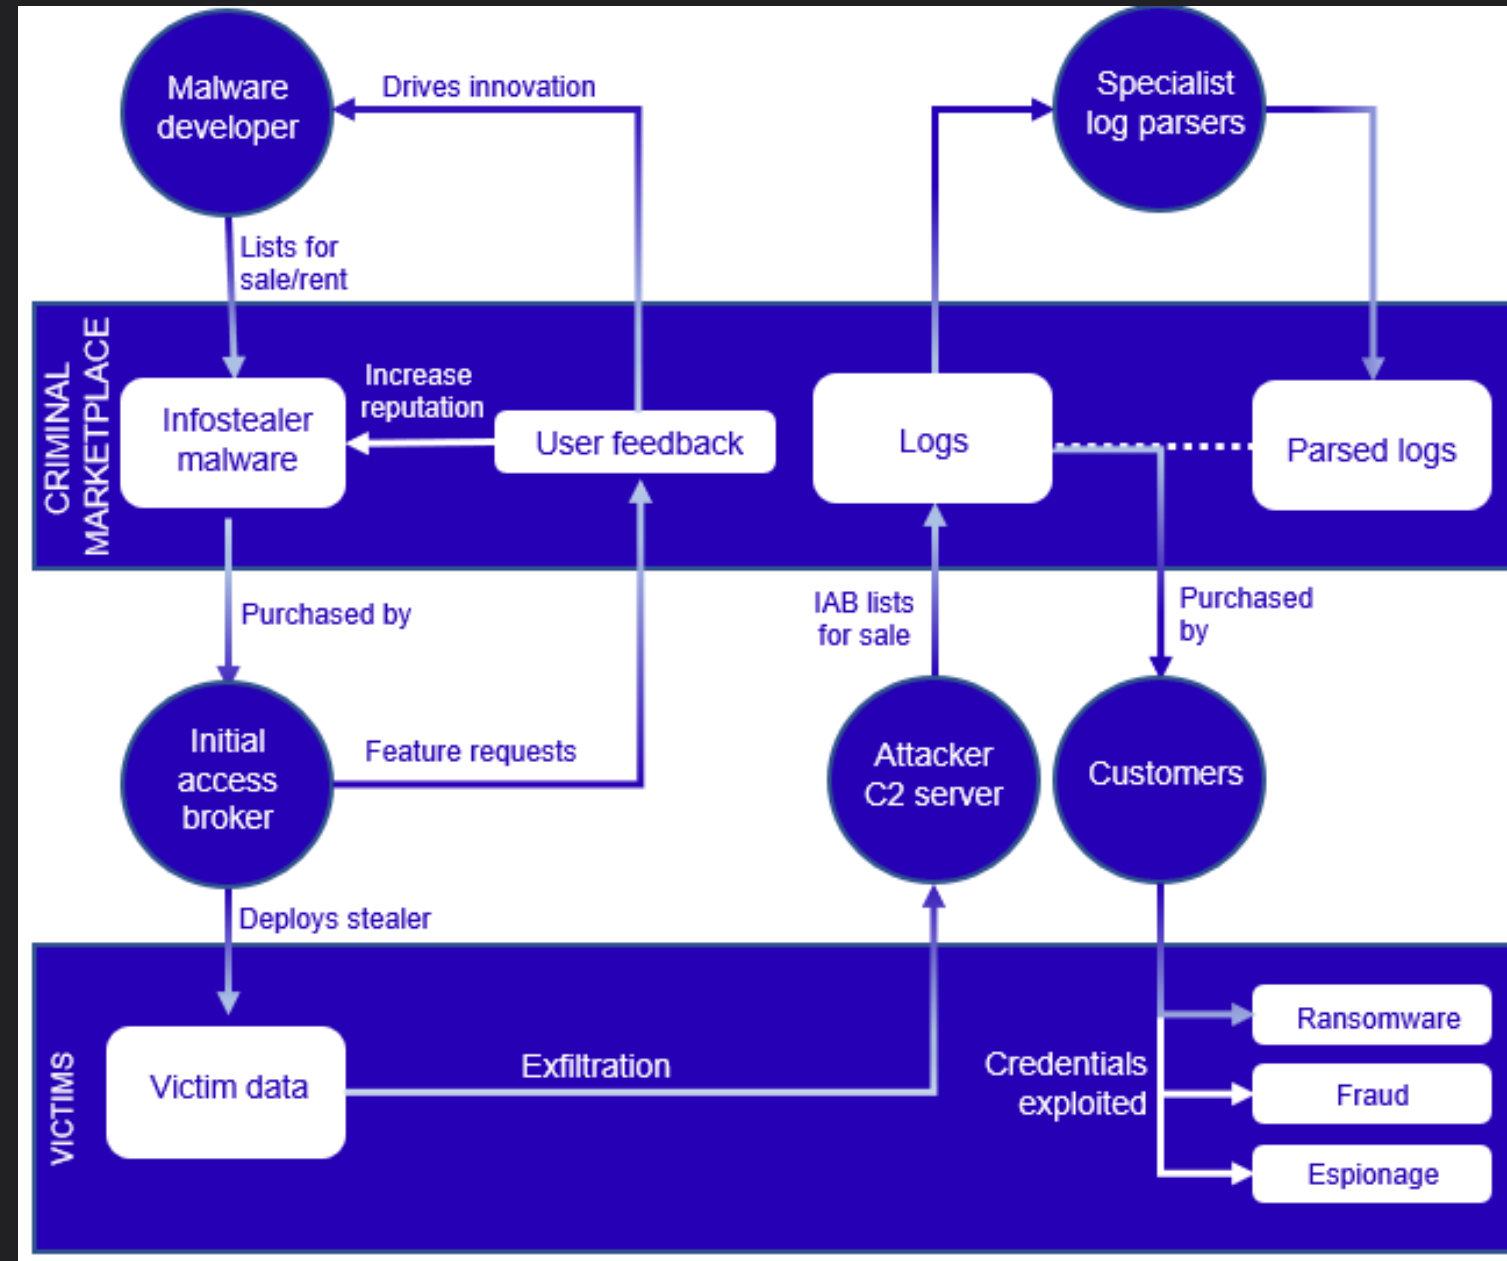 Malware
developer
Drives innovation
Specialist
log parsers
Lists for
sale/rent
CRIMINAL
MARKETPLACE
Infostealer
malware
Increase
reputation
User feedback
Logs
Parsed logs
Purchased by
IAB lists
for sale
Purchased
by
Initial
access
broker
Feature requests
Attacker
C2 server
Customers
Deploys stealer
VICTIMS
Victim data
Exfiltration
Credentials
exploited
Ransomware
Fraud
Espionage